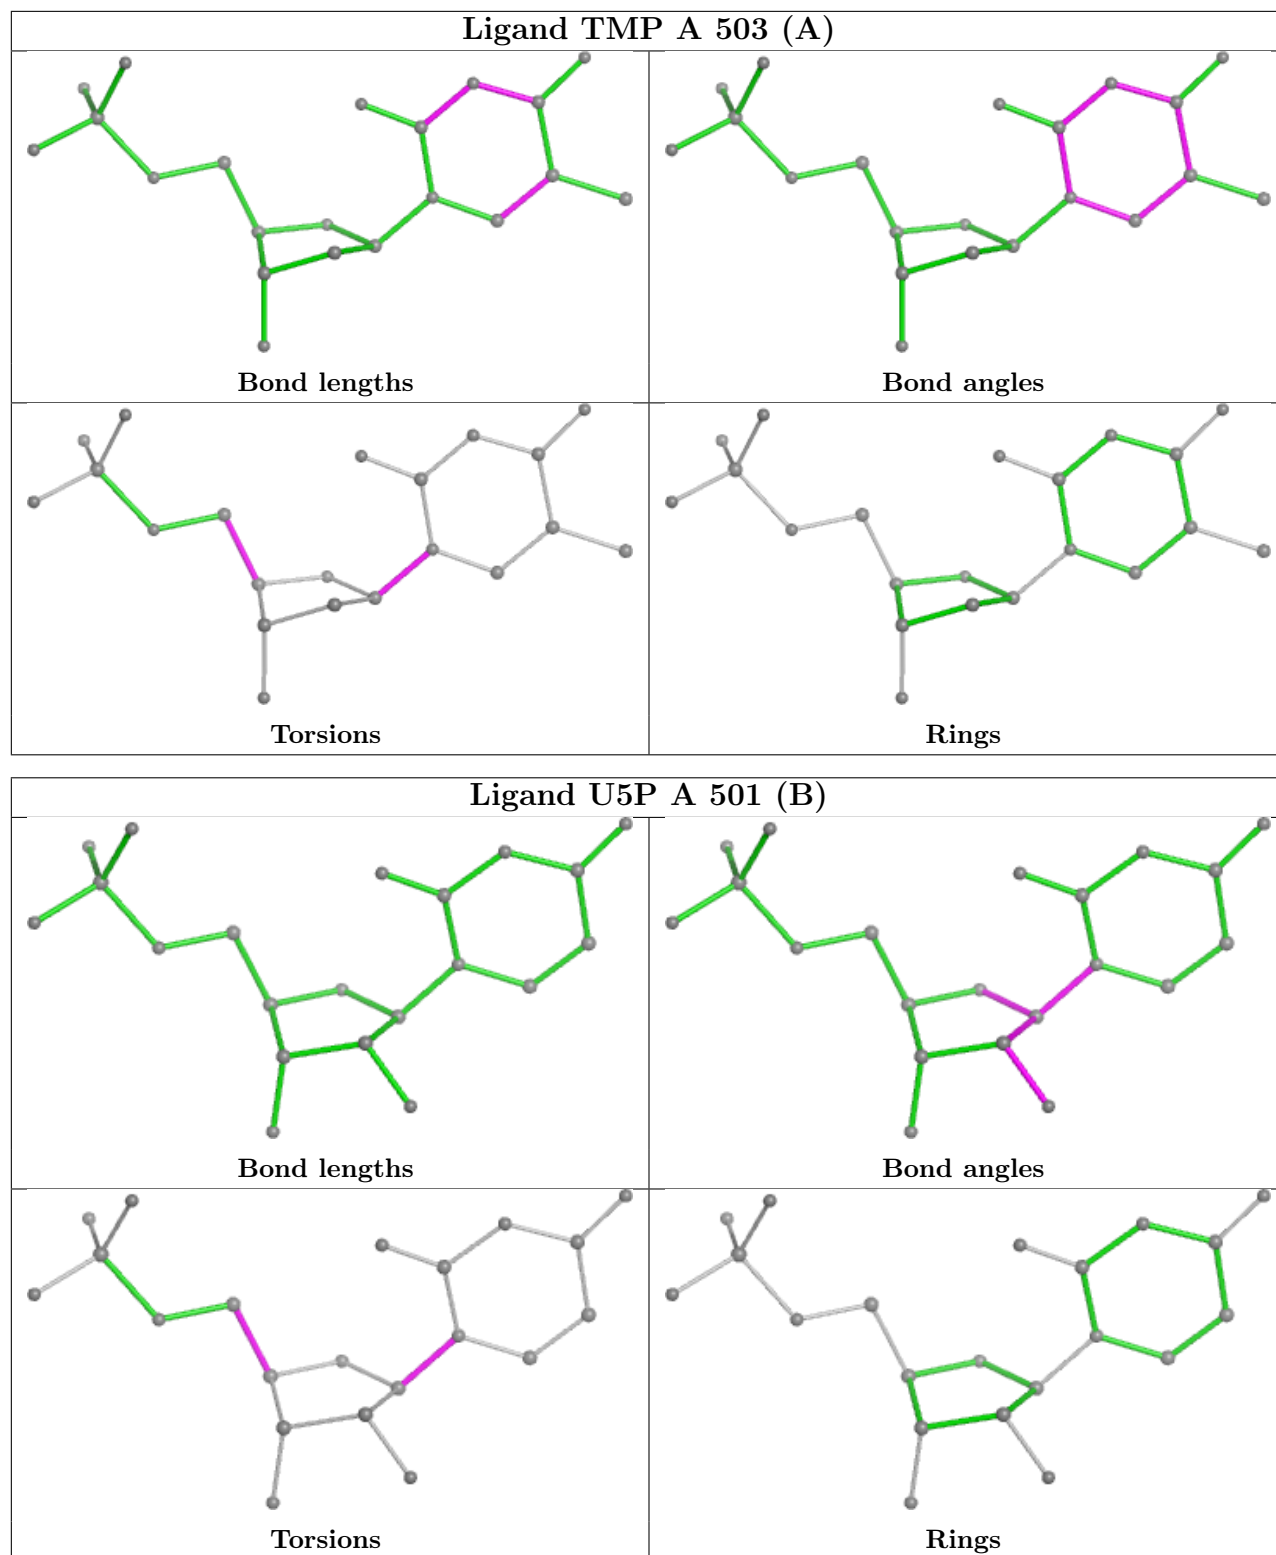 Ligand TMP A 503 (A)
Bond lengths
Bond angles
Torsions
Rings
Ligand U5P A 501 (B)
Bond lengths
Bond angles
Torsions
Rings